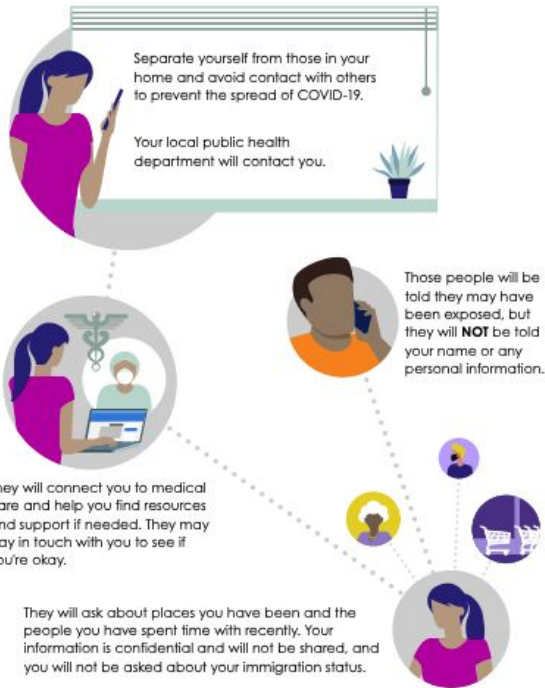 Separate yourself from those in your
home and avoid contact with others
to prevent the spread of COVID-19.
Your local public health
department will contact you.
Those people will be
told they may have
been exposed, but
they will NOT be told
your name or any
personal information.
hey will connect you to medical
are and help you find resources
nd support if needed. They may
ay in touch with you to see if
ou're okay.
They will ask about places you have been and the
people you have spent time with recently. Your
information is confidential and will not be shared, and
you will not be asked about your immigration status.